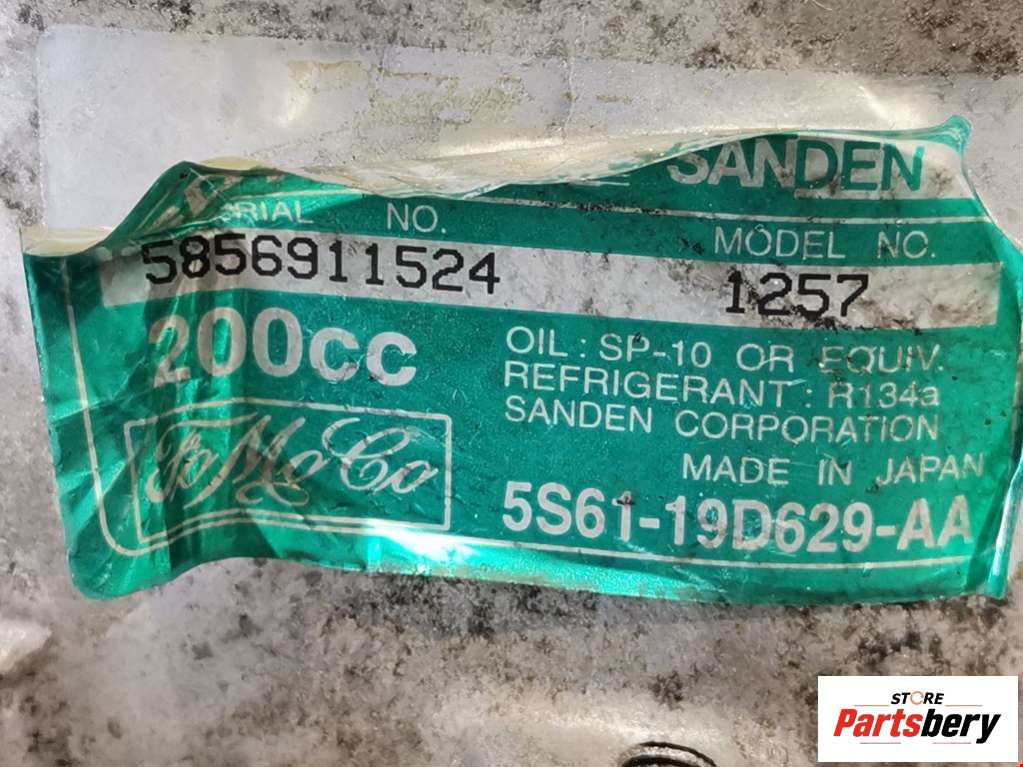 SANDEN
SERIAL NO. MODEL NO.
5856911524 1257
200cc
OIL : SP-10 OR EQUIV.
REFRIGERANT : R134a
SANDEN CORPORATION
MADE IN JAPAN
FoMoCo
5S61-19D629-AA
STORE
Partsbery